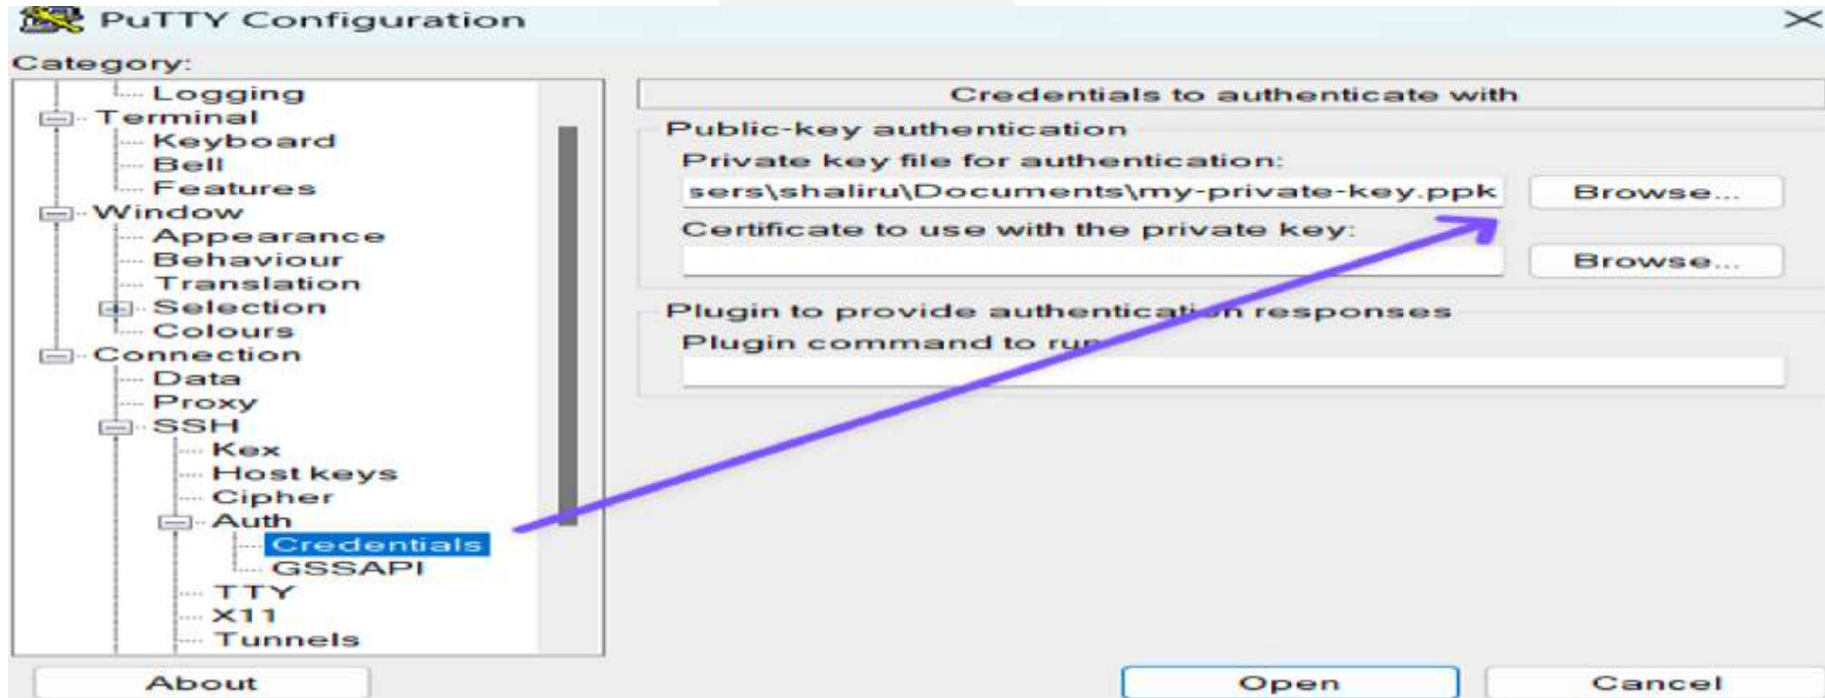 PuTTY Configuration
Category:
Logging
Terminal
Keyboard
Bell
Features
Window
Appearance
Behaviour
Translation
Selection
Colours
Connection
Data
Proxy
SSH
Kex
Host keys
Cipher
Auth
Credentials
GSSAPI
TTY
X11
Tunnels
Credentials to authenticate with
Public-key authentication
Private key file for authentication:
sers\shaliru\Documents\my-private-key.ppk
Browse...
Certificate to use with the private key:
Browse...
Plugin to provide authentication responses
Plugin command to run
About
Open
Cancel